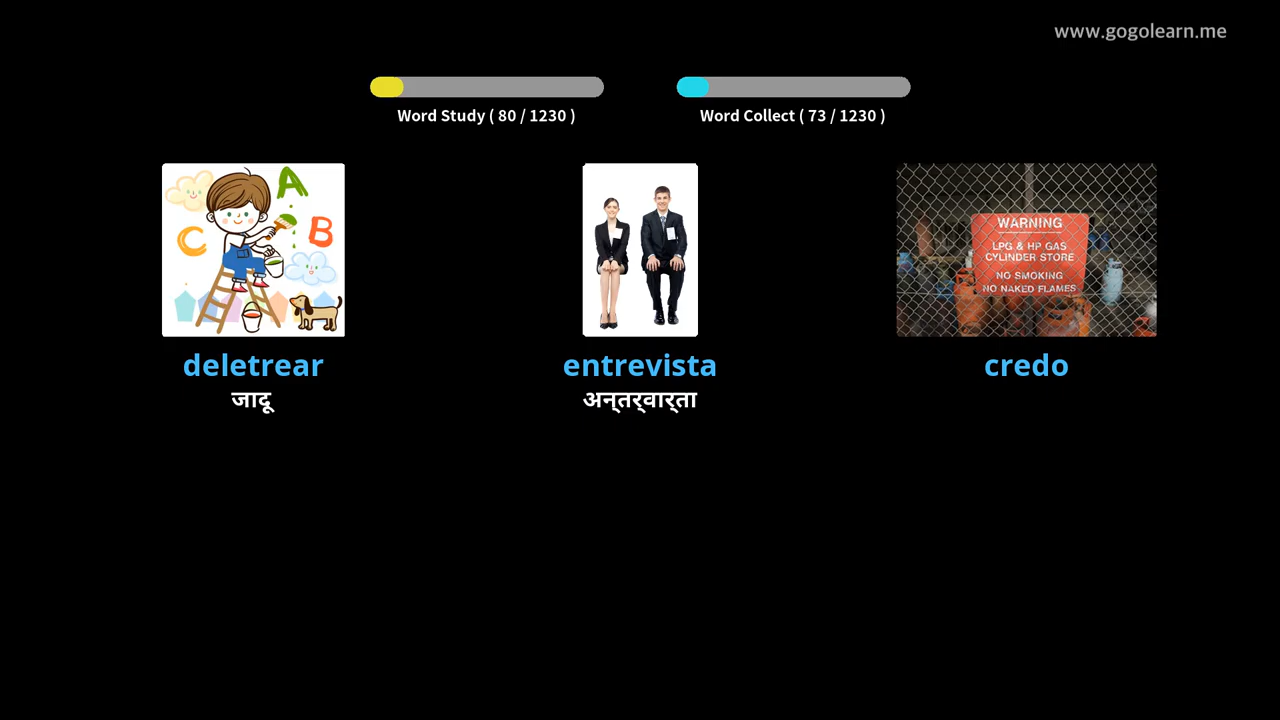 www.gogolearn.me
Word Study ( 80 / 1230 )
Word Collect ( 73 / 1230 )
A
B
C
WARNING
LPG & HP GAS
CYLINDER STORE
NO SMOKING
NO NAKED FLAMES
deletrear
entrevista
credo
जादू
अन्तर्वार्ता